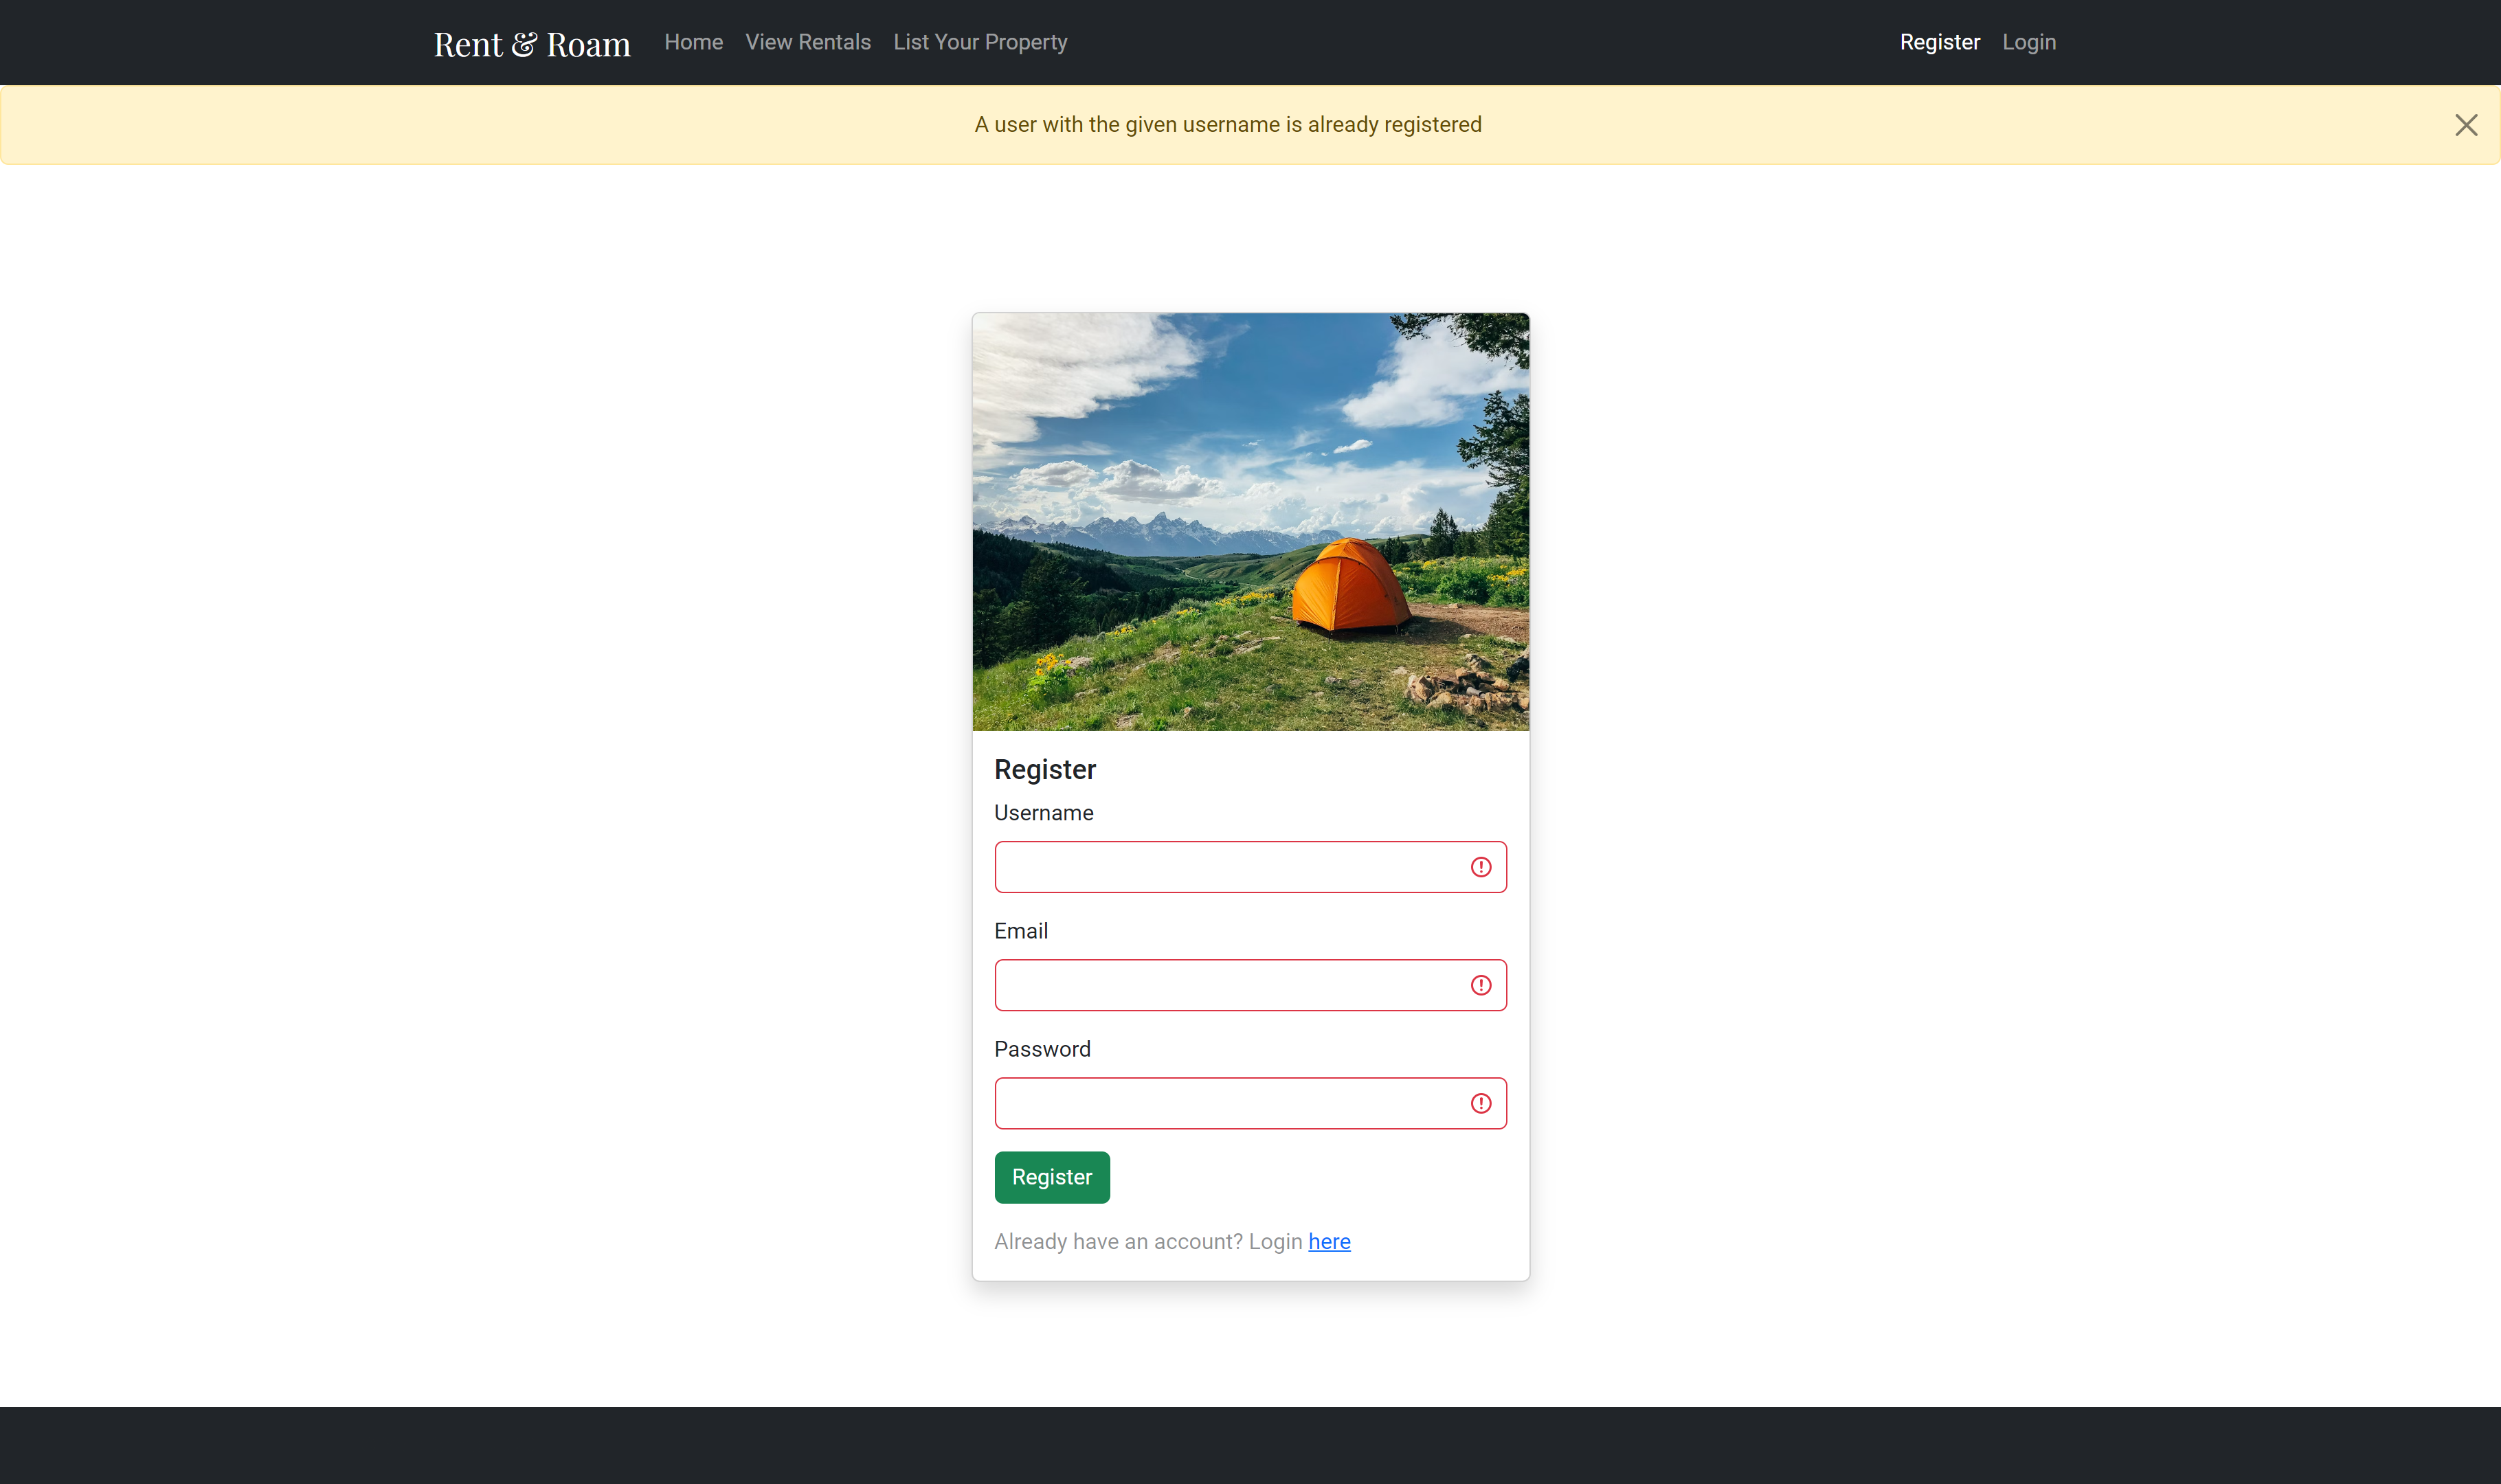 Rent & Roam Home View Rentals List Your Property Register Login
A user with the given username is already registered
Register
Username
Email
Password
Register
Already have an account? Login here